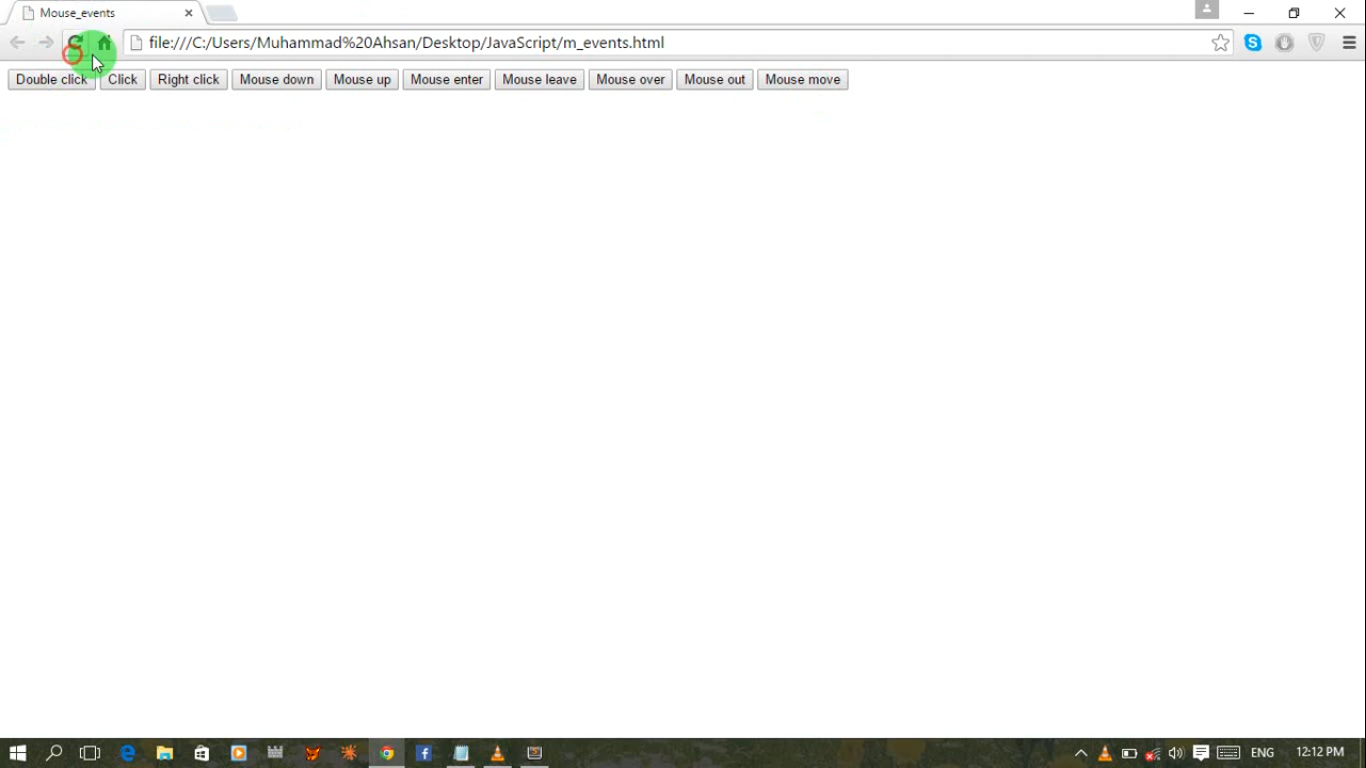 Mouse_events
file:///C:/Users/Muhammad%20Ahsan/Desktop/JavaScript/m_events.html
Double click Click Right click Mouse down Mouse up Mouse enter Mouse leave Mouse over Mouse out Mouse move
ENG 12:12 PM